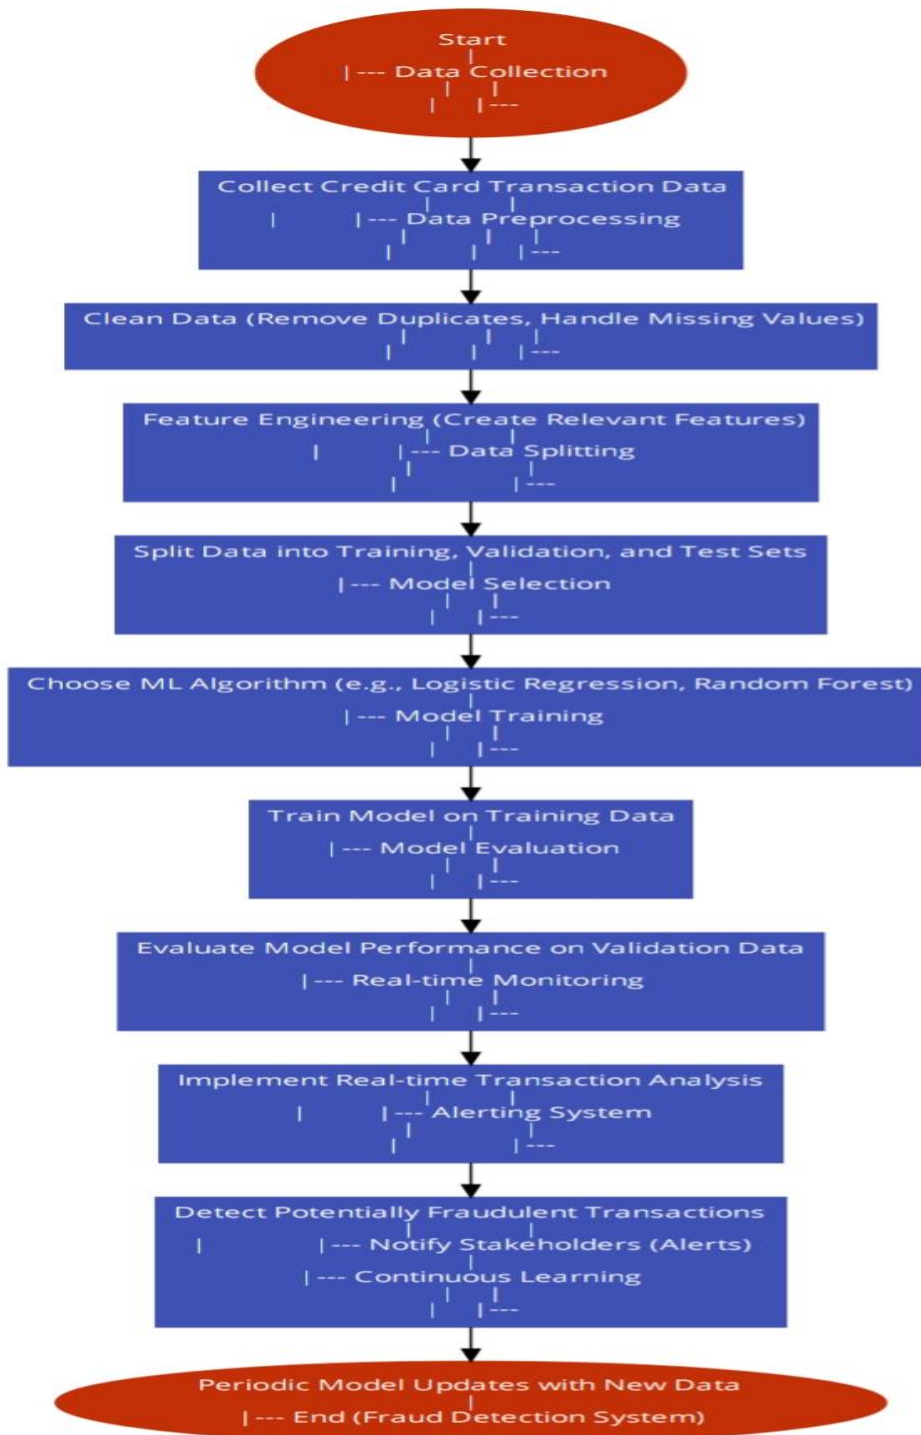 Start
|
|--- Data Collection
| |
| |---
Collect Credit Card Transaction Data
| |
| |--- Data Preprocessing
| | |
| | |---
Clean Data (Remove Duplicates, Handle Missing Values)
| | |
| | |---
Feature Engineering (Create Relevant Features)
| |
| |--- Data Splitting
| |
| |---
Split Data into Training, Validation, and Test Sets
|
|--- Model Selection
| |
| |---
Choose ML Algorithm (e.g., Logistic Regression, Random Forest)
|
|--- Model Training
| |
| |---
Train Model on Training Data
|
|--- Model Evaluation
| |
| |---
Evaluate Model Performance on Validation Data
|
|--- Real-time Monitoring
| |
| |---
Implement Real-time Transaction Analysis
| |
| |--- Alerting System
| |
| |---
Detect Potentially Fraudulent Transactions
| |
| |--- Notify Stakeholders (Alerts)
|
|--- Continuous Learning
| |
| |---
Periodic Model Updates with New Data
|
|--- End (Fraud Detection System)